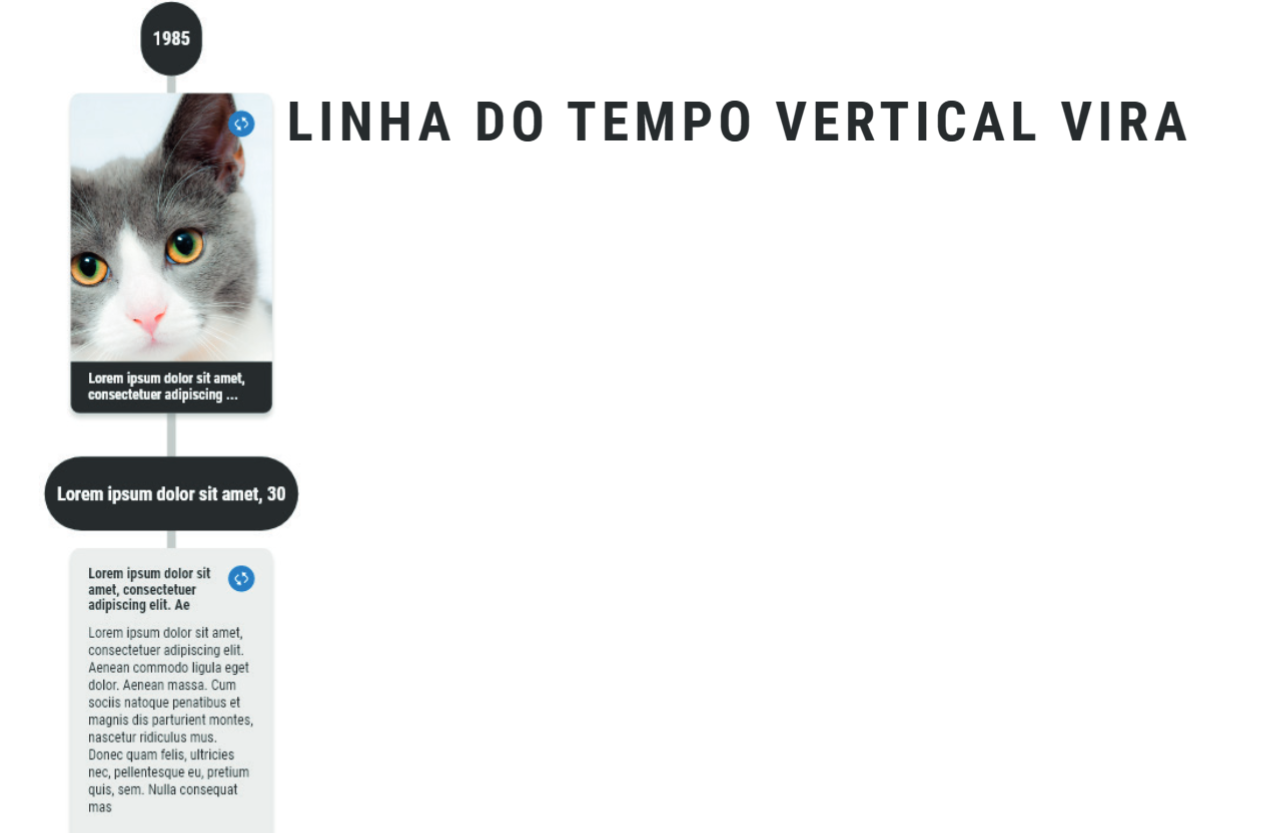 1985
LINHA DO TEMPO VERTICAL VIRA
Lorem ipsum dolor sit amet,
consectetuer adipiscing ...
Lorem ipsum dolor sit amet, 30
Lorem ipsum dolor sit
amet, consectetuer
adipiscing elit. Ae
Lorem ipsum dolor sit amet,
consectetuer adipiscing elit.
Aenean commodo ligula eget
dolor. Aenean massa. Cum
sociis natoque penatibus et
magnis dis parturient montes,
nascetur ridiculus mus.
Donec quam felis, ultricies
nec, pellentesque eu, pretium
quis, sem. Nulla consequat
mas